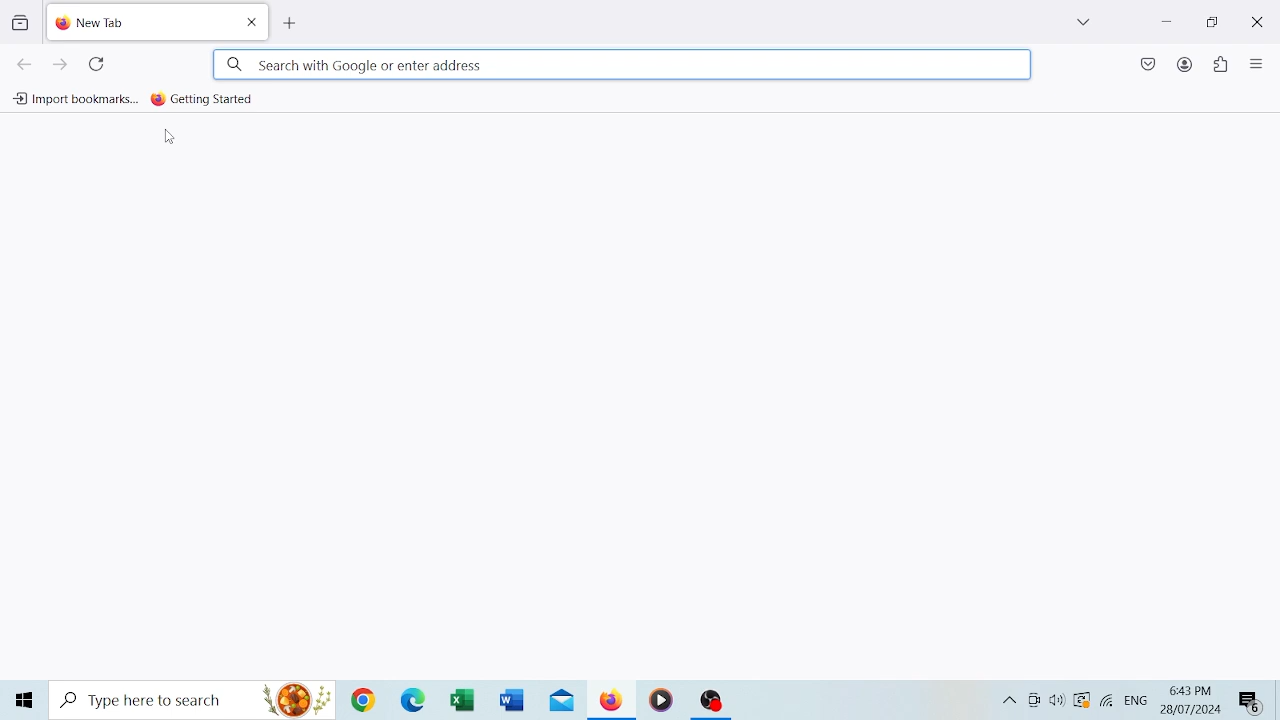 New Tab
Search with Google or enter address
Import bookmarks...
Getting Started
Type here to search
ENG
6:43 PM
28/07/2024
6